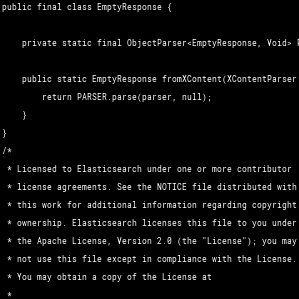 public final class EmptyResponse {
private static final ObjectParser<EmptyResponse, Void>
public static EmptyResponse fromXContent(XContentParser
return PARSER.parse(parser, null);
}
}
/*
* Licensed to Elasticsearch under one or more contributor
* license agreements. See the NOTICE file distributed with
* this work for additional information regarding copyright
* ownership. Elasticsearch licenses this file to you under
* the Apache License, Version 2.0 (the "License"); you may
* not use this file except in compliance with the License.
* You may obtain a copy of the License at
*